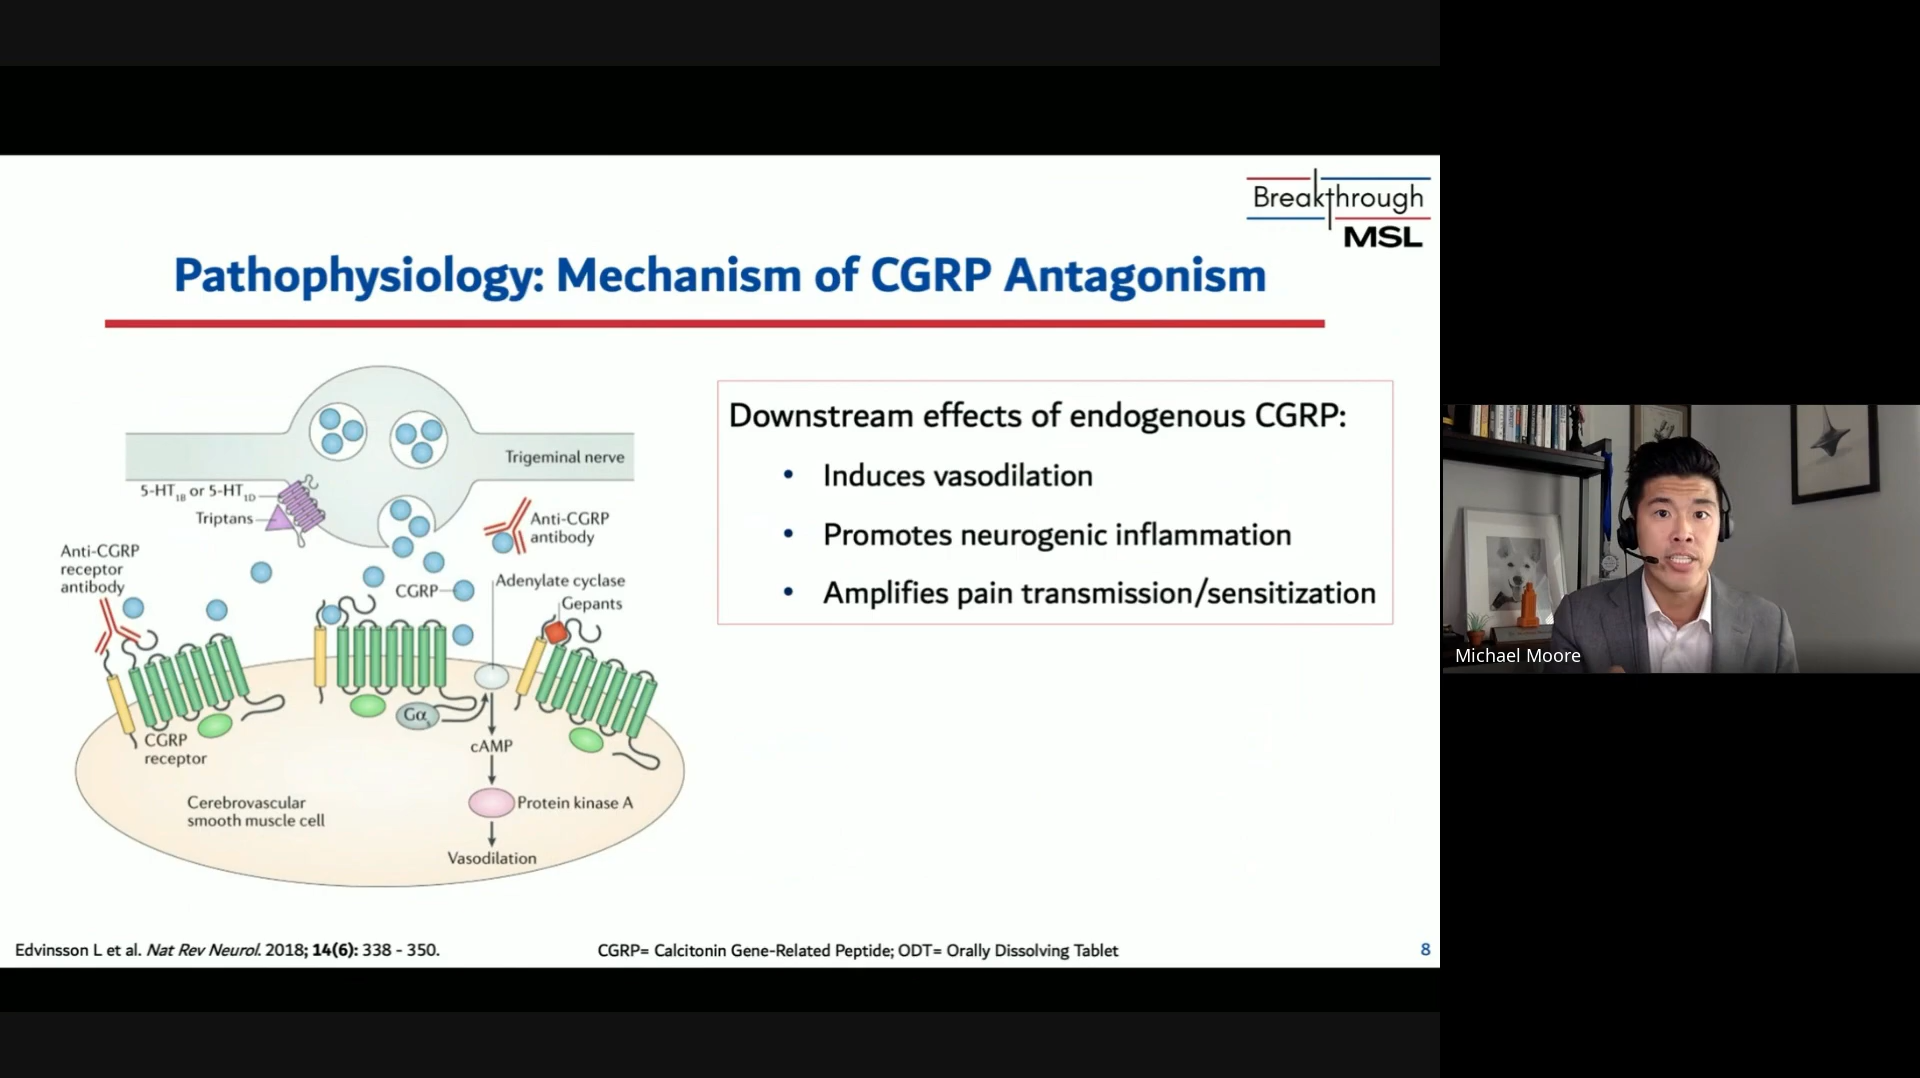 Breakthrough
MSL
Pathophysiology: Mechanism of CGRP Antagonism
Trigeminal nerve
5-HT1B or 5-HT1D
Triptans
Anti-CGRP
antibody
Anti-CGRP
receptor
antibody
CGRP
Adenylate cyclase
Gepants
Gαs
CGRP
receptor
cAMP
Cerebrovascular
smooth muscle cell
Protein kinase A
Vasodilation
Downstream effects of endogenous CGRP:
• Induces vasodilation
• Promotes neurogenic inflammation
• Amplifies pain transmission/sensitization
Edvinsson L et al. Nat Rev Neurol. 2018; 14(6): 338 - 350.
CGRP= Calcitonin Gene-Related Peptide; ODT= Orally Dissolving Tablet
8
Michael Moore